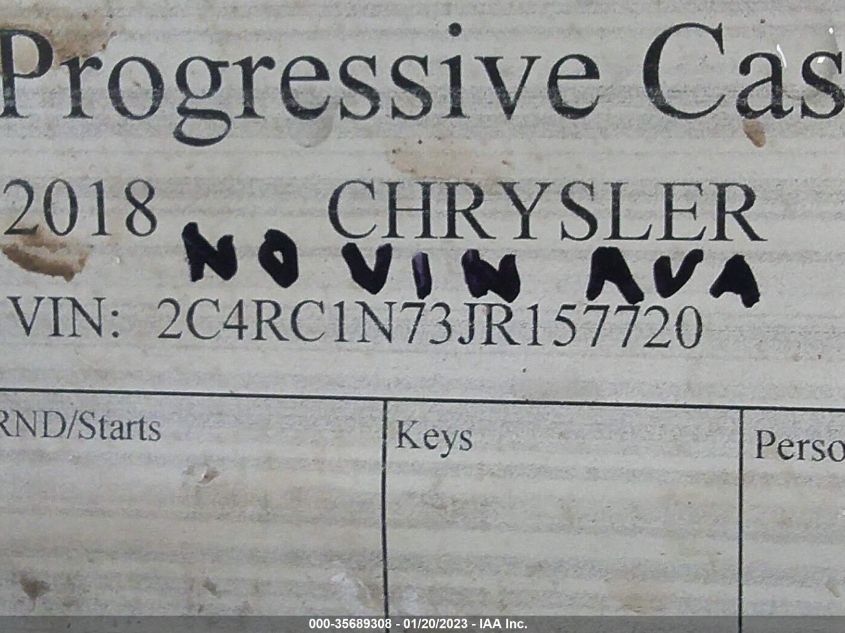 Progressive Cas
2018 CHRYSLER
NO VIN AVA
VIN: 2C4RC1N73JR157720
RND/Starts
Keys
Perso
000-35689308 - 01/20/2023 - IAA Inc.